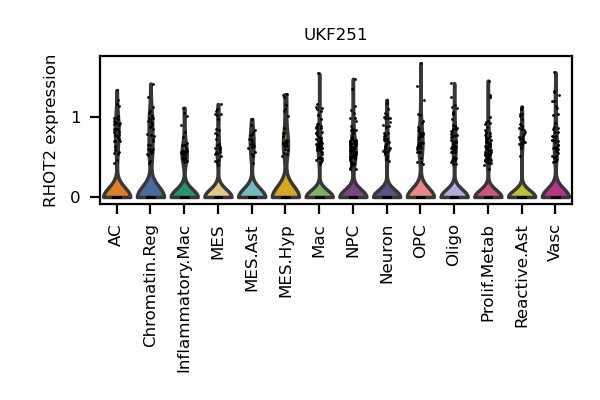 UKF251
RHOT2 expression
1
0
AC
Chromatin.Reg
Inflammatory.Mac
MES
MES.Ast
MES.Hyp
Mac
NPC
Neuron
OPC
Oligo
Prolif.Metab
Reactive.Ast
Vasc